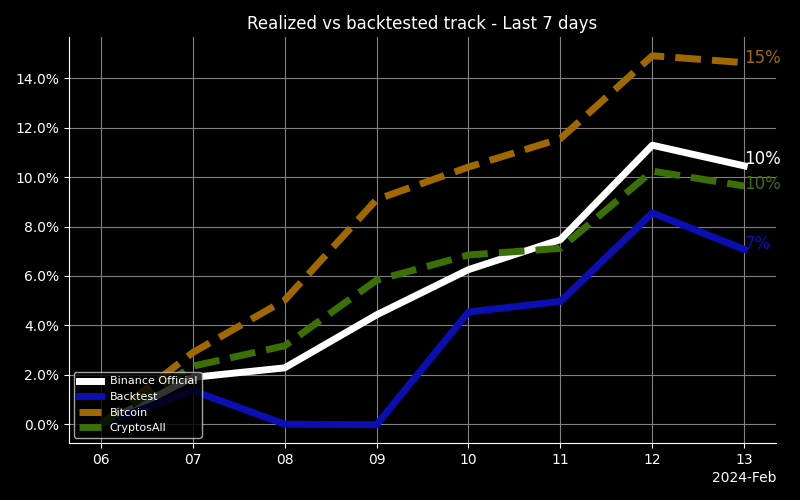 Realized vs backtested track - Last 7 days
14.0%
12.0%
10.0%
8.0%
6.0%
4.0%
2.0%
0.0%
15%
10%
10%
7%
Binance Official
Backtest
Bitcoin
CryptosAll
06 07 08 09 10 11 12 13
2024-Feb